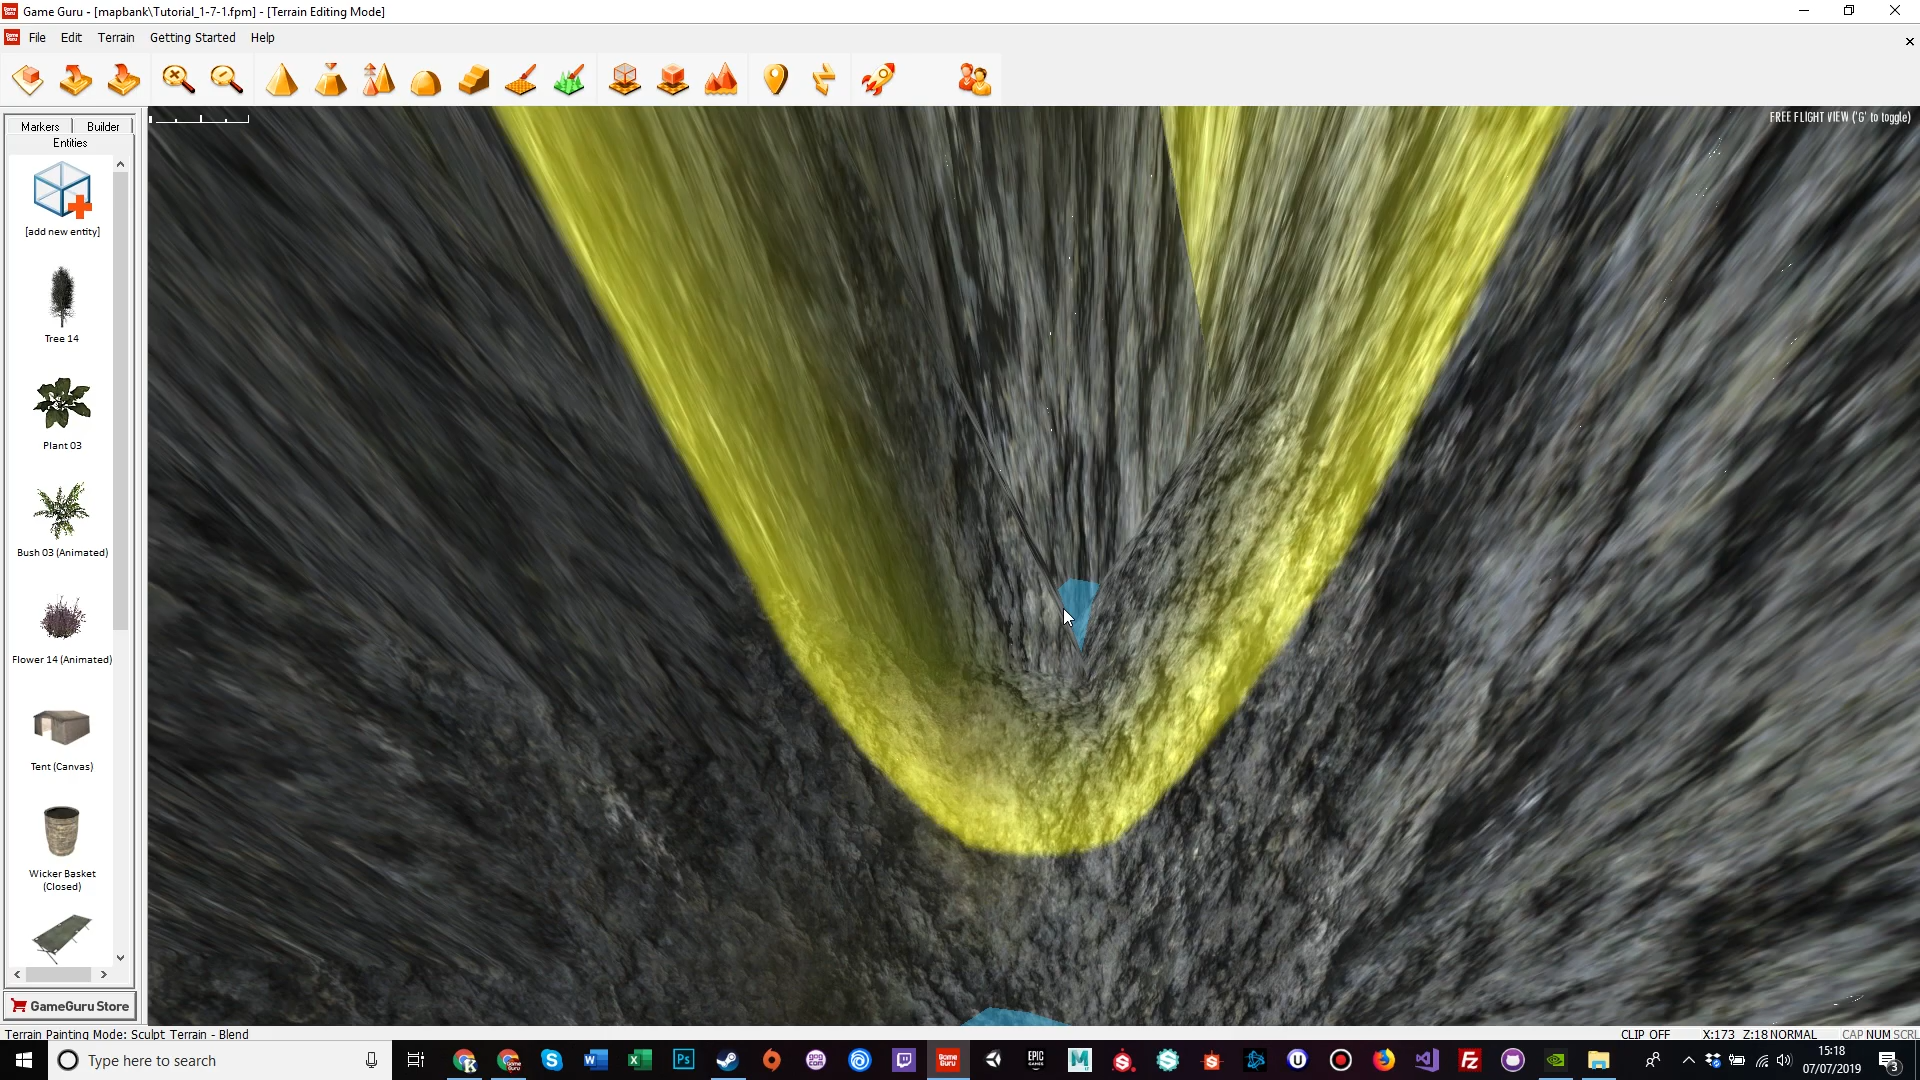 Game Guru - [mapbank\Tutorial_1-7-1.fpm] - [Terrain Editing Mode]
File Edit Terrain Getting Started Help
Markers Builder
Entities
FREE FLIGHT VIEW ('G' to toggle)
[add new entity]
Tree 14
Plant 03
Bush 03 (Animated)
Flower 14 (Animated)
Tent (Canvas)
Wicker Basket
(Closed)
GameGuru Store
Terrain Painting Mode: Sculpt Terrain - Blend
CLIP OFF X:173 Z:18 NORMAL CAP NUM SCRL
Type here to search
15:18
07/07/2019
3